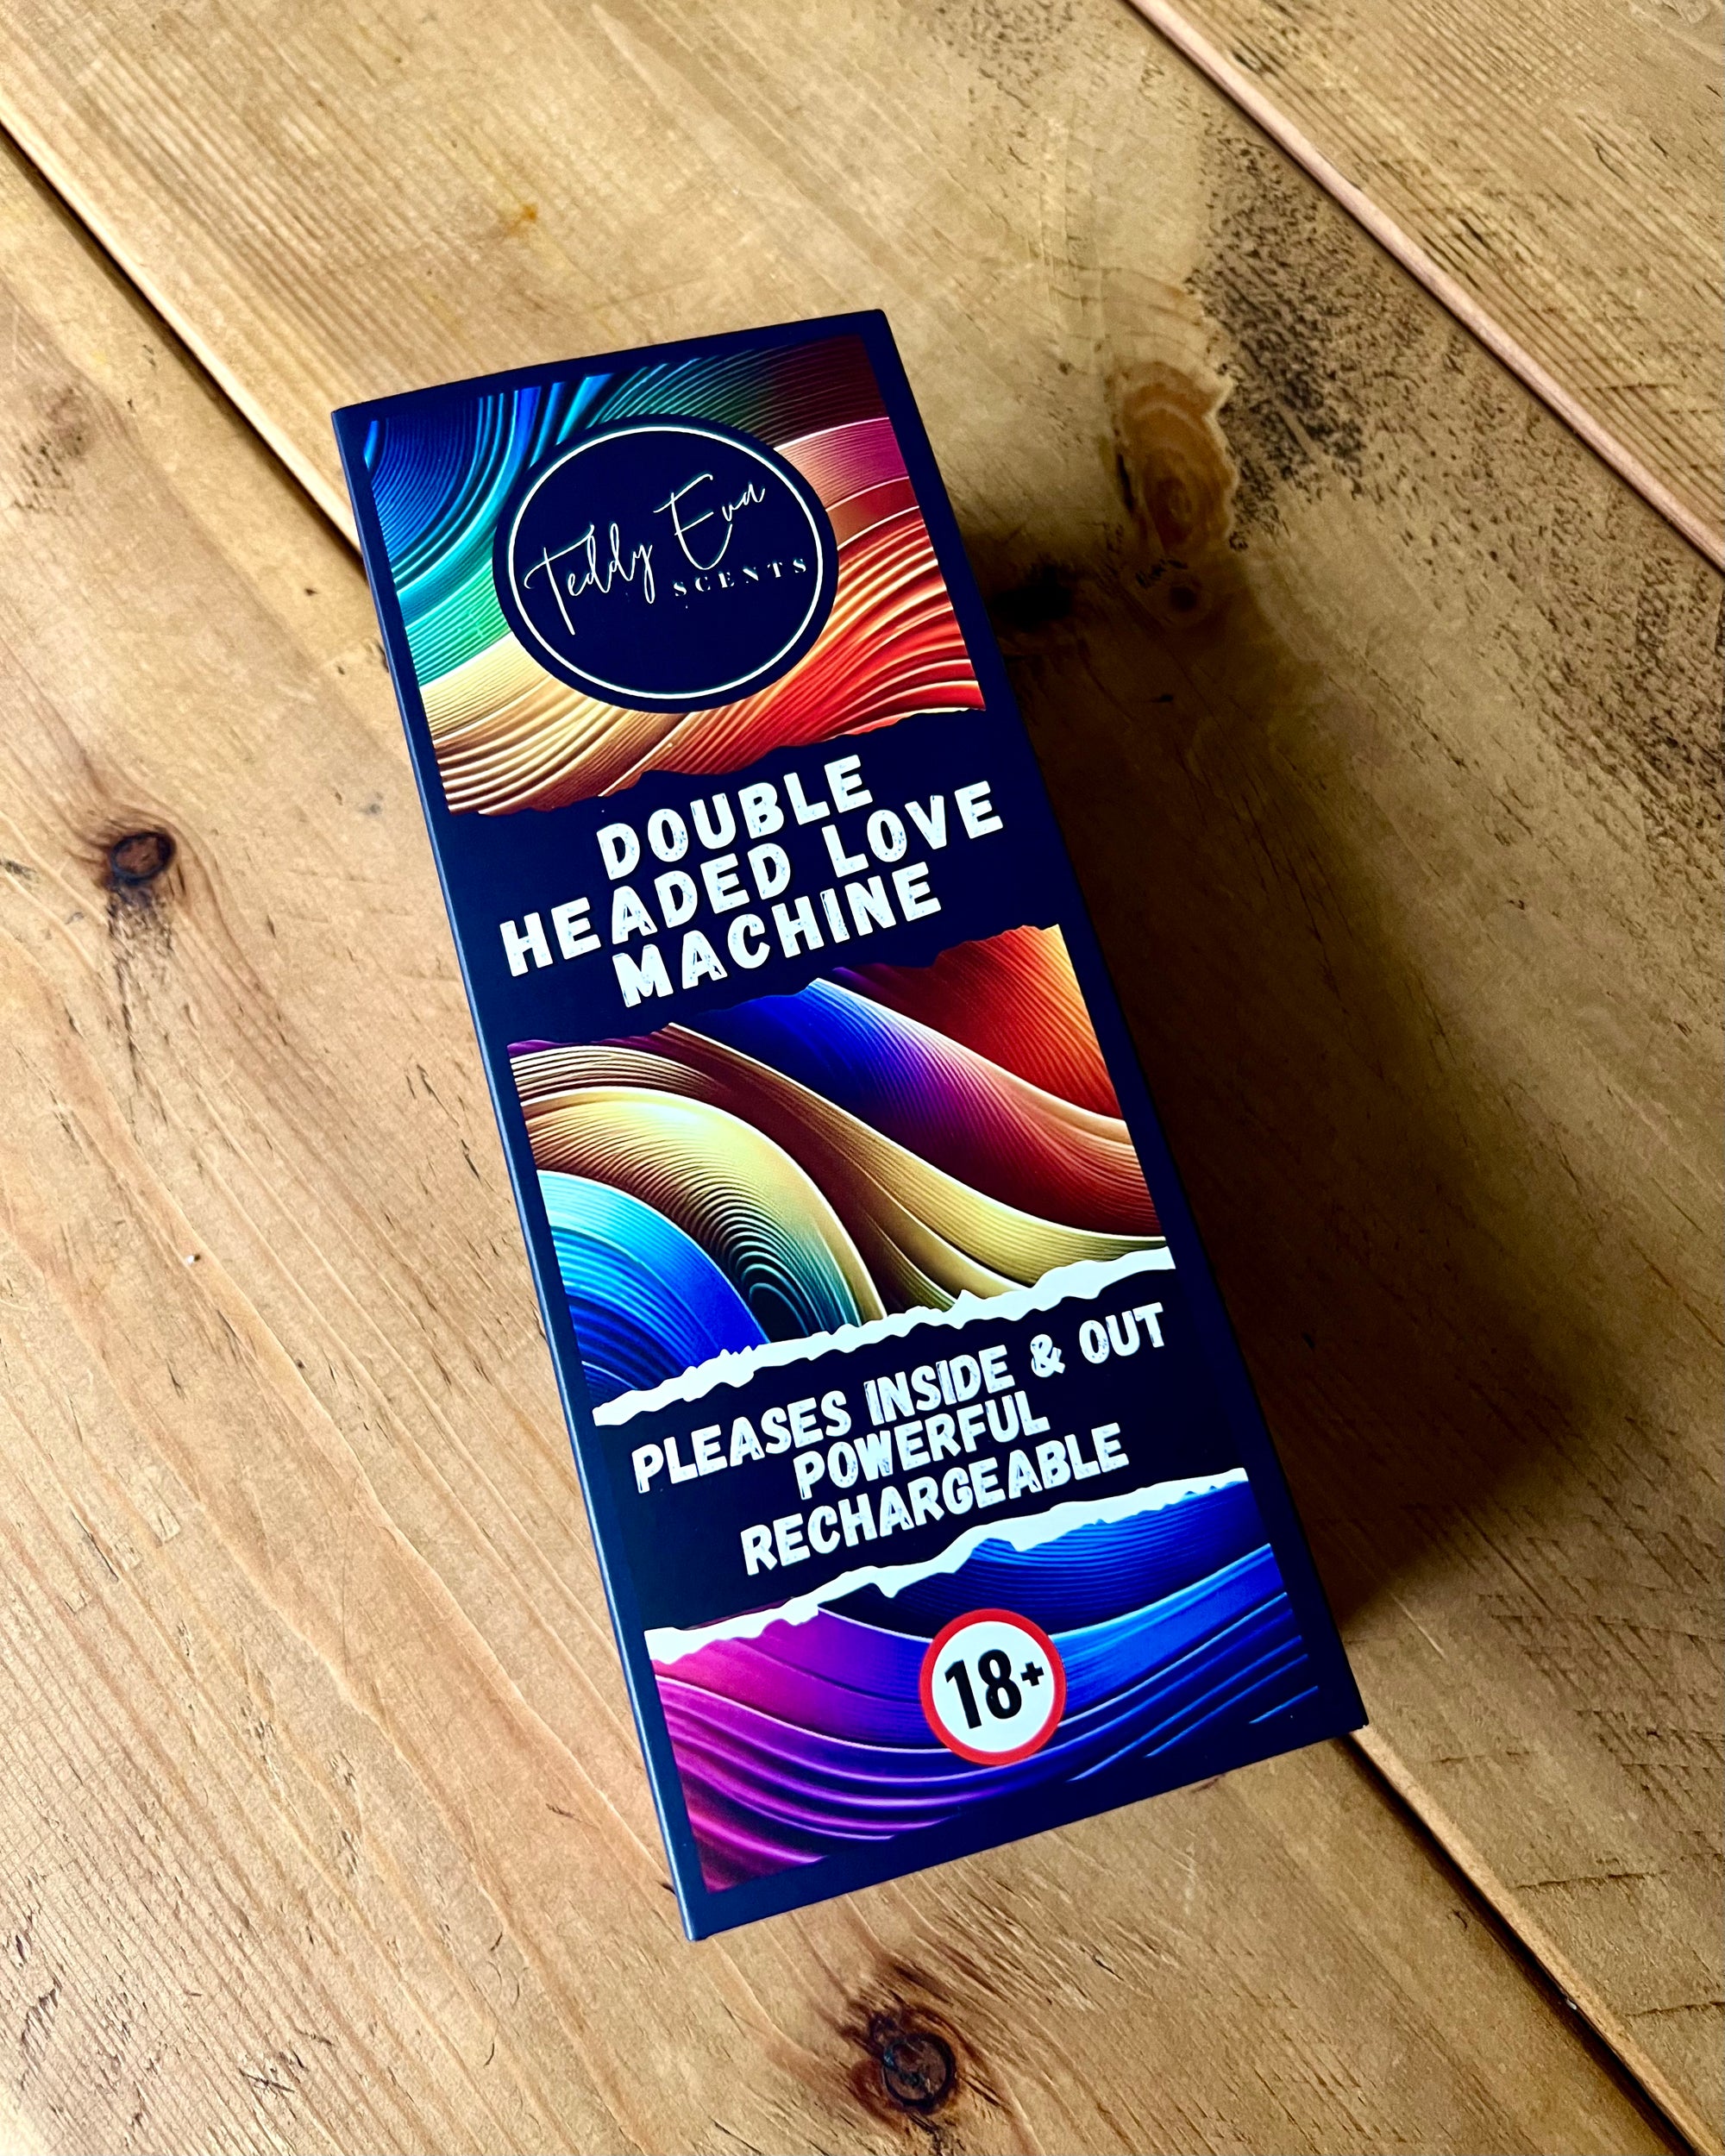 Teddy Eva
SCENTS
DOUBLE
HEADED LOVE
MACHINE
PLEASES INSIDE & OUT
POWERFUL
RECHARGEABLE
18+